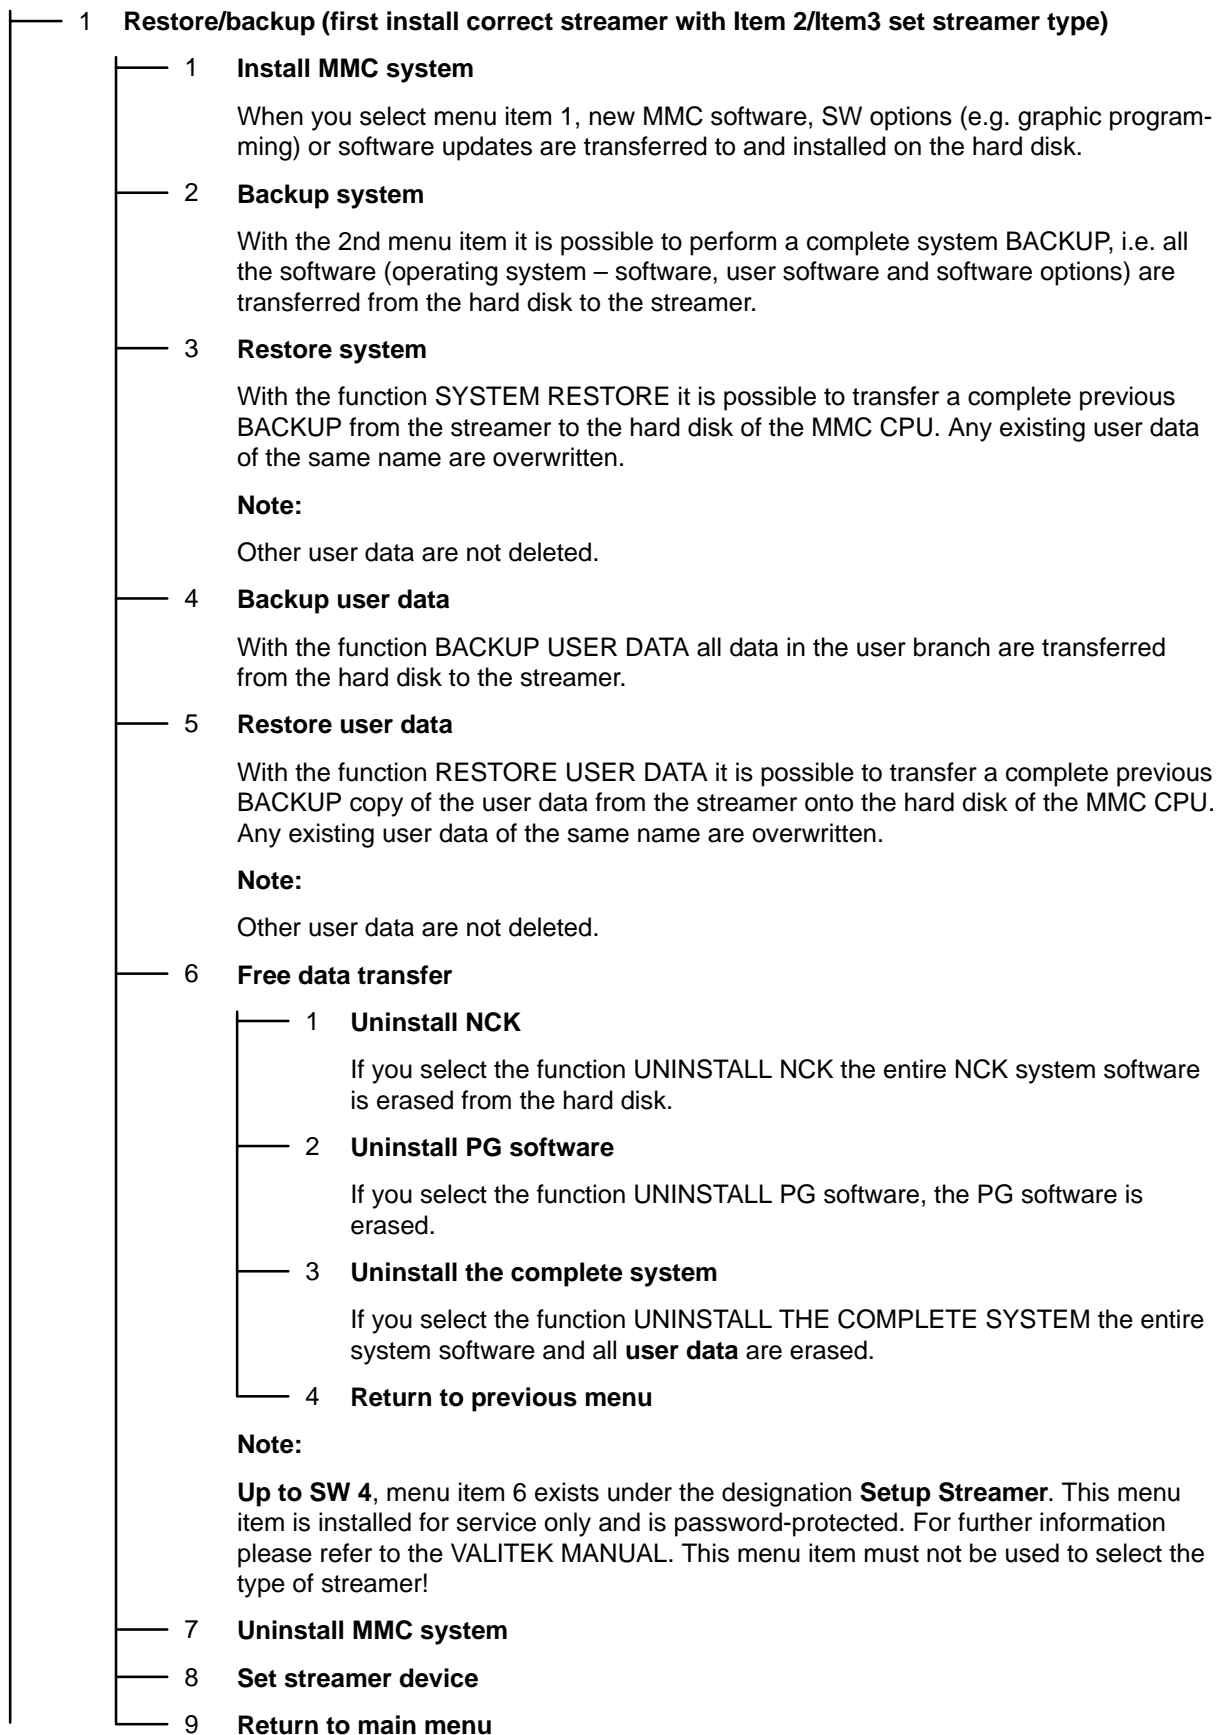 1 Restore/backup (first install correct streamer with Item 2/Item3 set streamer type)
1 Install MMC system
When you select menu item 1, new MMC software, SW options (e.g. graphic program-
ming) or software updates are transferred to and installed on the hard disk.
2 Backup system
With the 2nd menu item it is possible to perform a complete system BACKUP, i.e. all
the software (operating system – software, user software and software options) are
transferred from the hard disk to the streamer.
3 Restore system
With the function SYSTEM RESTORE it is possible to transfer a complete previous
BACKUP from the streamer to the hard disk of the MMC CPU. Any existing user data
of the same name are overwritten.
Note:
Other user data are not deleted.
4 Backup user data
With the function BACKUP USER DATA all data in the user branch are transferred
from the hard disk to the streamer.
5 Restore user data
With the function RESTORE USER DATA it is possible to transfer a complete previous
BACKUP copy of the user data from the streamer onto the hard disk of the MMC CPU.
Any existing user data of the same name are overwritten.
Note:
Other user data are not deleted.
6 Free data transfer
1 Uninstall NCK
If you select the function UNINSTALL NCK the entire NCK system software
is erased from the hard disk.
2 Uninstall PG software
If you select the function UNINSTALL PG software, the PG software is
erased.
3 Uninstall the complete system
If you select the function UNINSTALL THE COMPLETE SYSTEM the entire
system software and all user data are erased.
4 Return to previous menu
Note:
Up to SW 4, menu item 6 exists under the designation Setup Streamer. This menu
item is installed for service only and is password-protected. For further information
please refer to the VALITEK MANUAL. This menu item must not be used to select the
type of streamer!
7 Uninstall MMC system
8 Set streamer device
9 Return to main menu